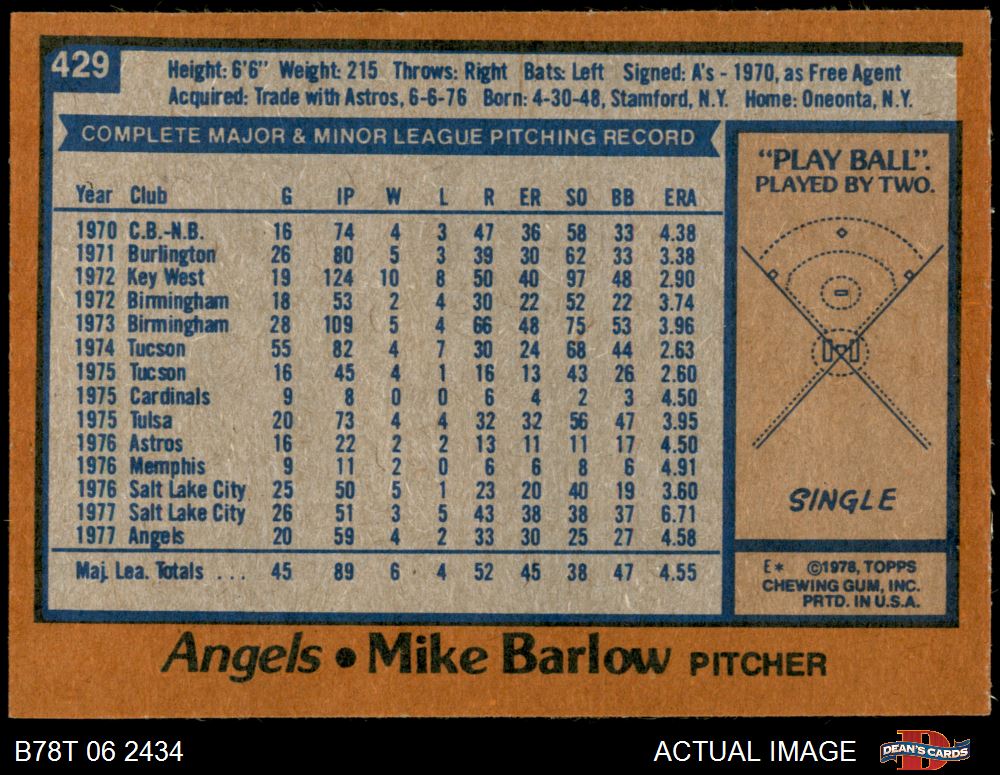 429
Height: 6'6" Weight: 215 Throws: Right Bats: Left Signed: A's - 1970, as Free Agent
Acquired: Trade with Astros, 6-6-76 Born: 4-30-48, Stamford, N.Y. Home: Oneonta, N.Y.
COMPLETE MAJOR & MINOR LEAGUE PITCHING RECORD
Year Club G IP W L R ER SO BB ERA
1970 C.B.-N.B. 16 74 4 3 47 36 58 33 4.38
1971 Burlington 26 80 5 3 39 30 62 33 3.38
1972 Key West 19 124 10 8 50 40 97 48 2.90
1972 Birmingham 18 53 2 4 30 22 52 22 3.74
1973 Birmingham 28 109 5 4 66 48 75 53 3.96
1974 Tucson 55 82 4 7 30 24 68 44 2.63
1975 Tucson 16 45 4 1 16 13 43 26 2.60
1975 Cardinals 9 8 0 0 6 4 2 3 4.50
1975 Tulsa 20 73 4 4 32 32 56 47 3.95
1976 Astros 16 22 2 2 13 11 11 17 4.50
1976 Memphis 9 11 2 0 6 6 8 6 4.91
1976 Salt Lake City 25 50 5 1 23 20 40 19 3.60
1977 Salt Lake City 26 51 3 5 43 38 38 37 6.71
1977 Angels 20 59 4 2 33 30 25 27 4.58
Maj. Lea. Totals ... 45 89 6 4 52 45 38 47 4.55
"PLAY BALL".
PLAYED BY TWO.
SINGLE
E* ©1978, TOPPS
CHEWING GUM, INC.
PRTD. IN U.S.A.
Angels • Mike Barlow PITCHER
B78T 06 2434
ACTUAL IMAGE
DEAN'S CARDS